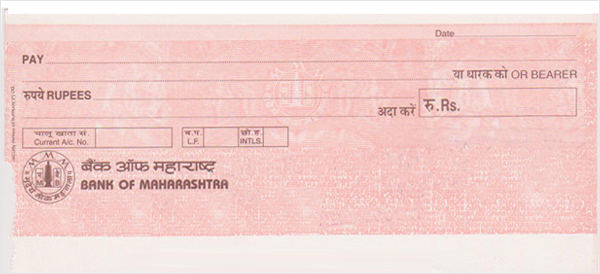 Date
PAY
या धारक को OR BEARER
रुपये RUPEES
अदा करें रु.Rs.
चालू खाता सं. च.प. छो.ह.
Current A/c. No. L.F. INTLS.
बैंक ऑफ महाराष्ट्र
BANK OF MAHARASHTRA